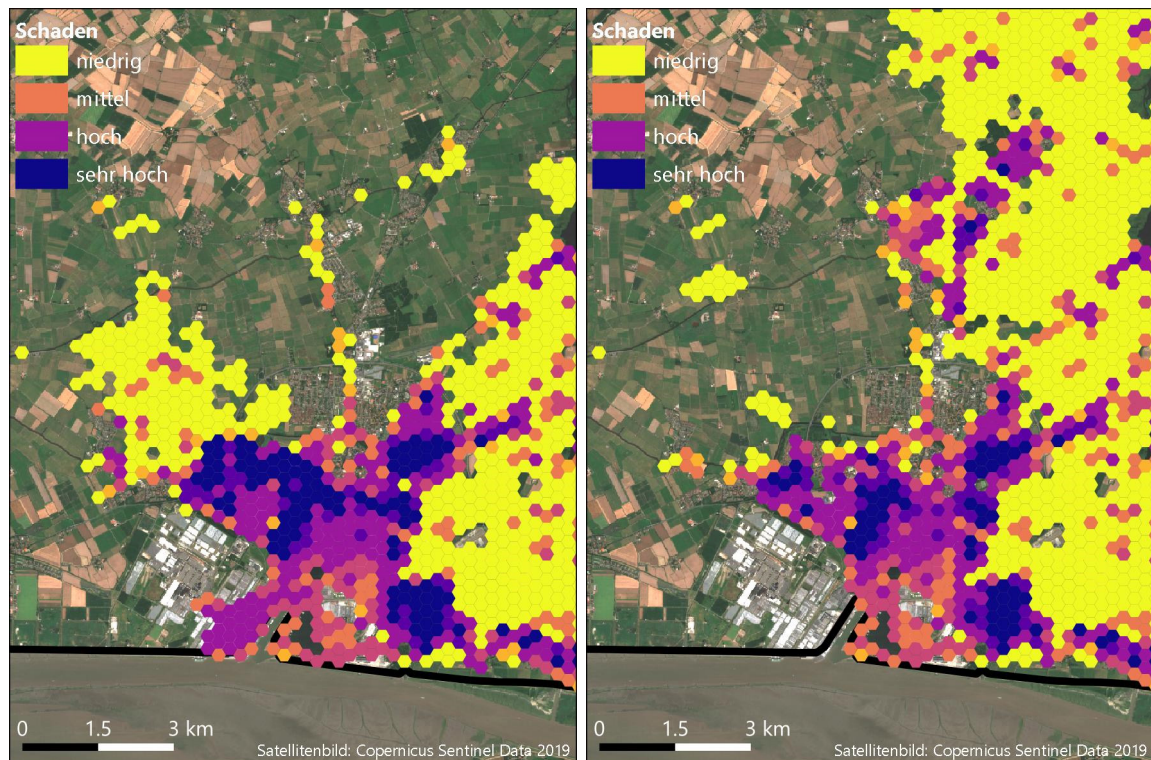 Schaden
niedrig
mittel
hoch
sehr hoch
0 1.5 3 km
Satellitenbild: Copernicus Sentinel Data 2019
Schaden
niedrig
mittel
hoch
sehr hoch
0 1.5 3 km
Satellitenbild: Copernicus Sentinel Data 2019